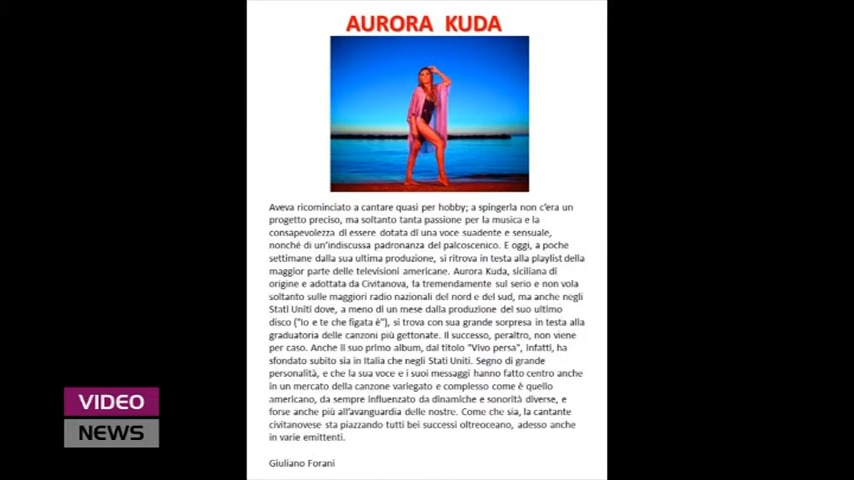 AURORA KUDA
Aveva ricominciato a cantare quasi per hobby; a spingerla non c'era un
progetto preciso, ma soltanto tanta passione per la musica e la
consapevolezza di essere dotata di una voce suadente e sensuale,
nonché di un'indiscussa padronanza del palcoscenico. E oggi, a poche
settimane dalla sua ultima produzione, si ritrova in testa alla playlist della
maggior parte delle televisioni americane. Aurora Kuda, siciliana di
origine e adottata da Civitanova, fa tremendamente sul serio e non vola
soltanto sulle maggiori radio nazionali del nord e del sud, ma anche negli
Stati Uniti dove, a meno di un mese dalla produzione del suo ultimo
disco ("Io e te che figata è"), si trova con sua grande sorpresa in testa alla
graduatoria delle canzoni più gettonate. Il successo, peraltro, non viene
per caso. Anche il suo primo album, dal titolo "Vivo persa", infatti, ha
sfondato subito sia in Italia che negli Stati Uniti. Segno di grande
personalità, e che la sua voce e i suoi messaggi hanno fatto centro anche
in un mercato della canzone variegato e complesso come è quello
americano, da sempre influenzato da dinamiche e sonorità diverse, e
forse anche più all'avanguardia delle nostre. Come che sia, la cantante
civitanovese sta piazzando tutti bei successi oltreoceano, adesso anche
in varie emittenti.
Giuliano Forani
VIDEO
NEWS